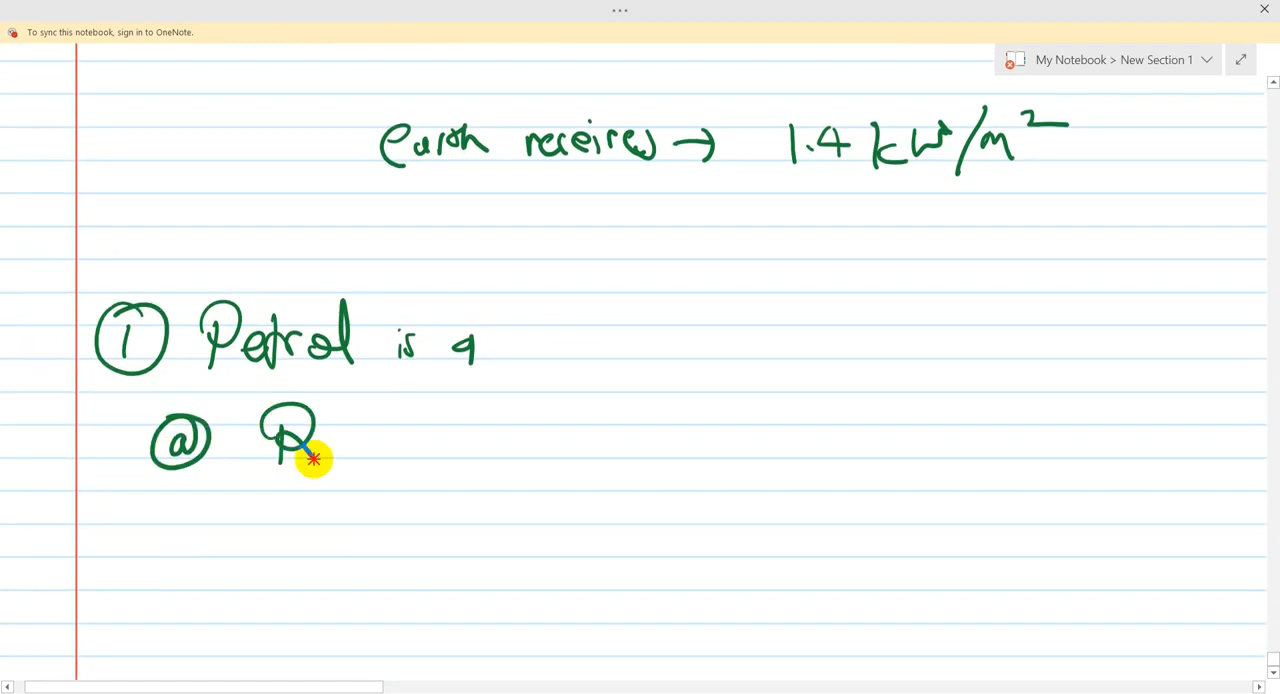 To sync this notebook, sign in to OneNote.
My Notebook > New Section 1
earth receives → 1.4 kW/m²
① Petrol is a
ⓐ R